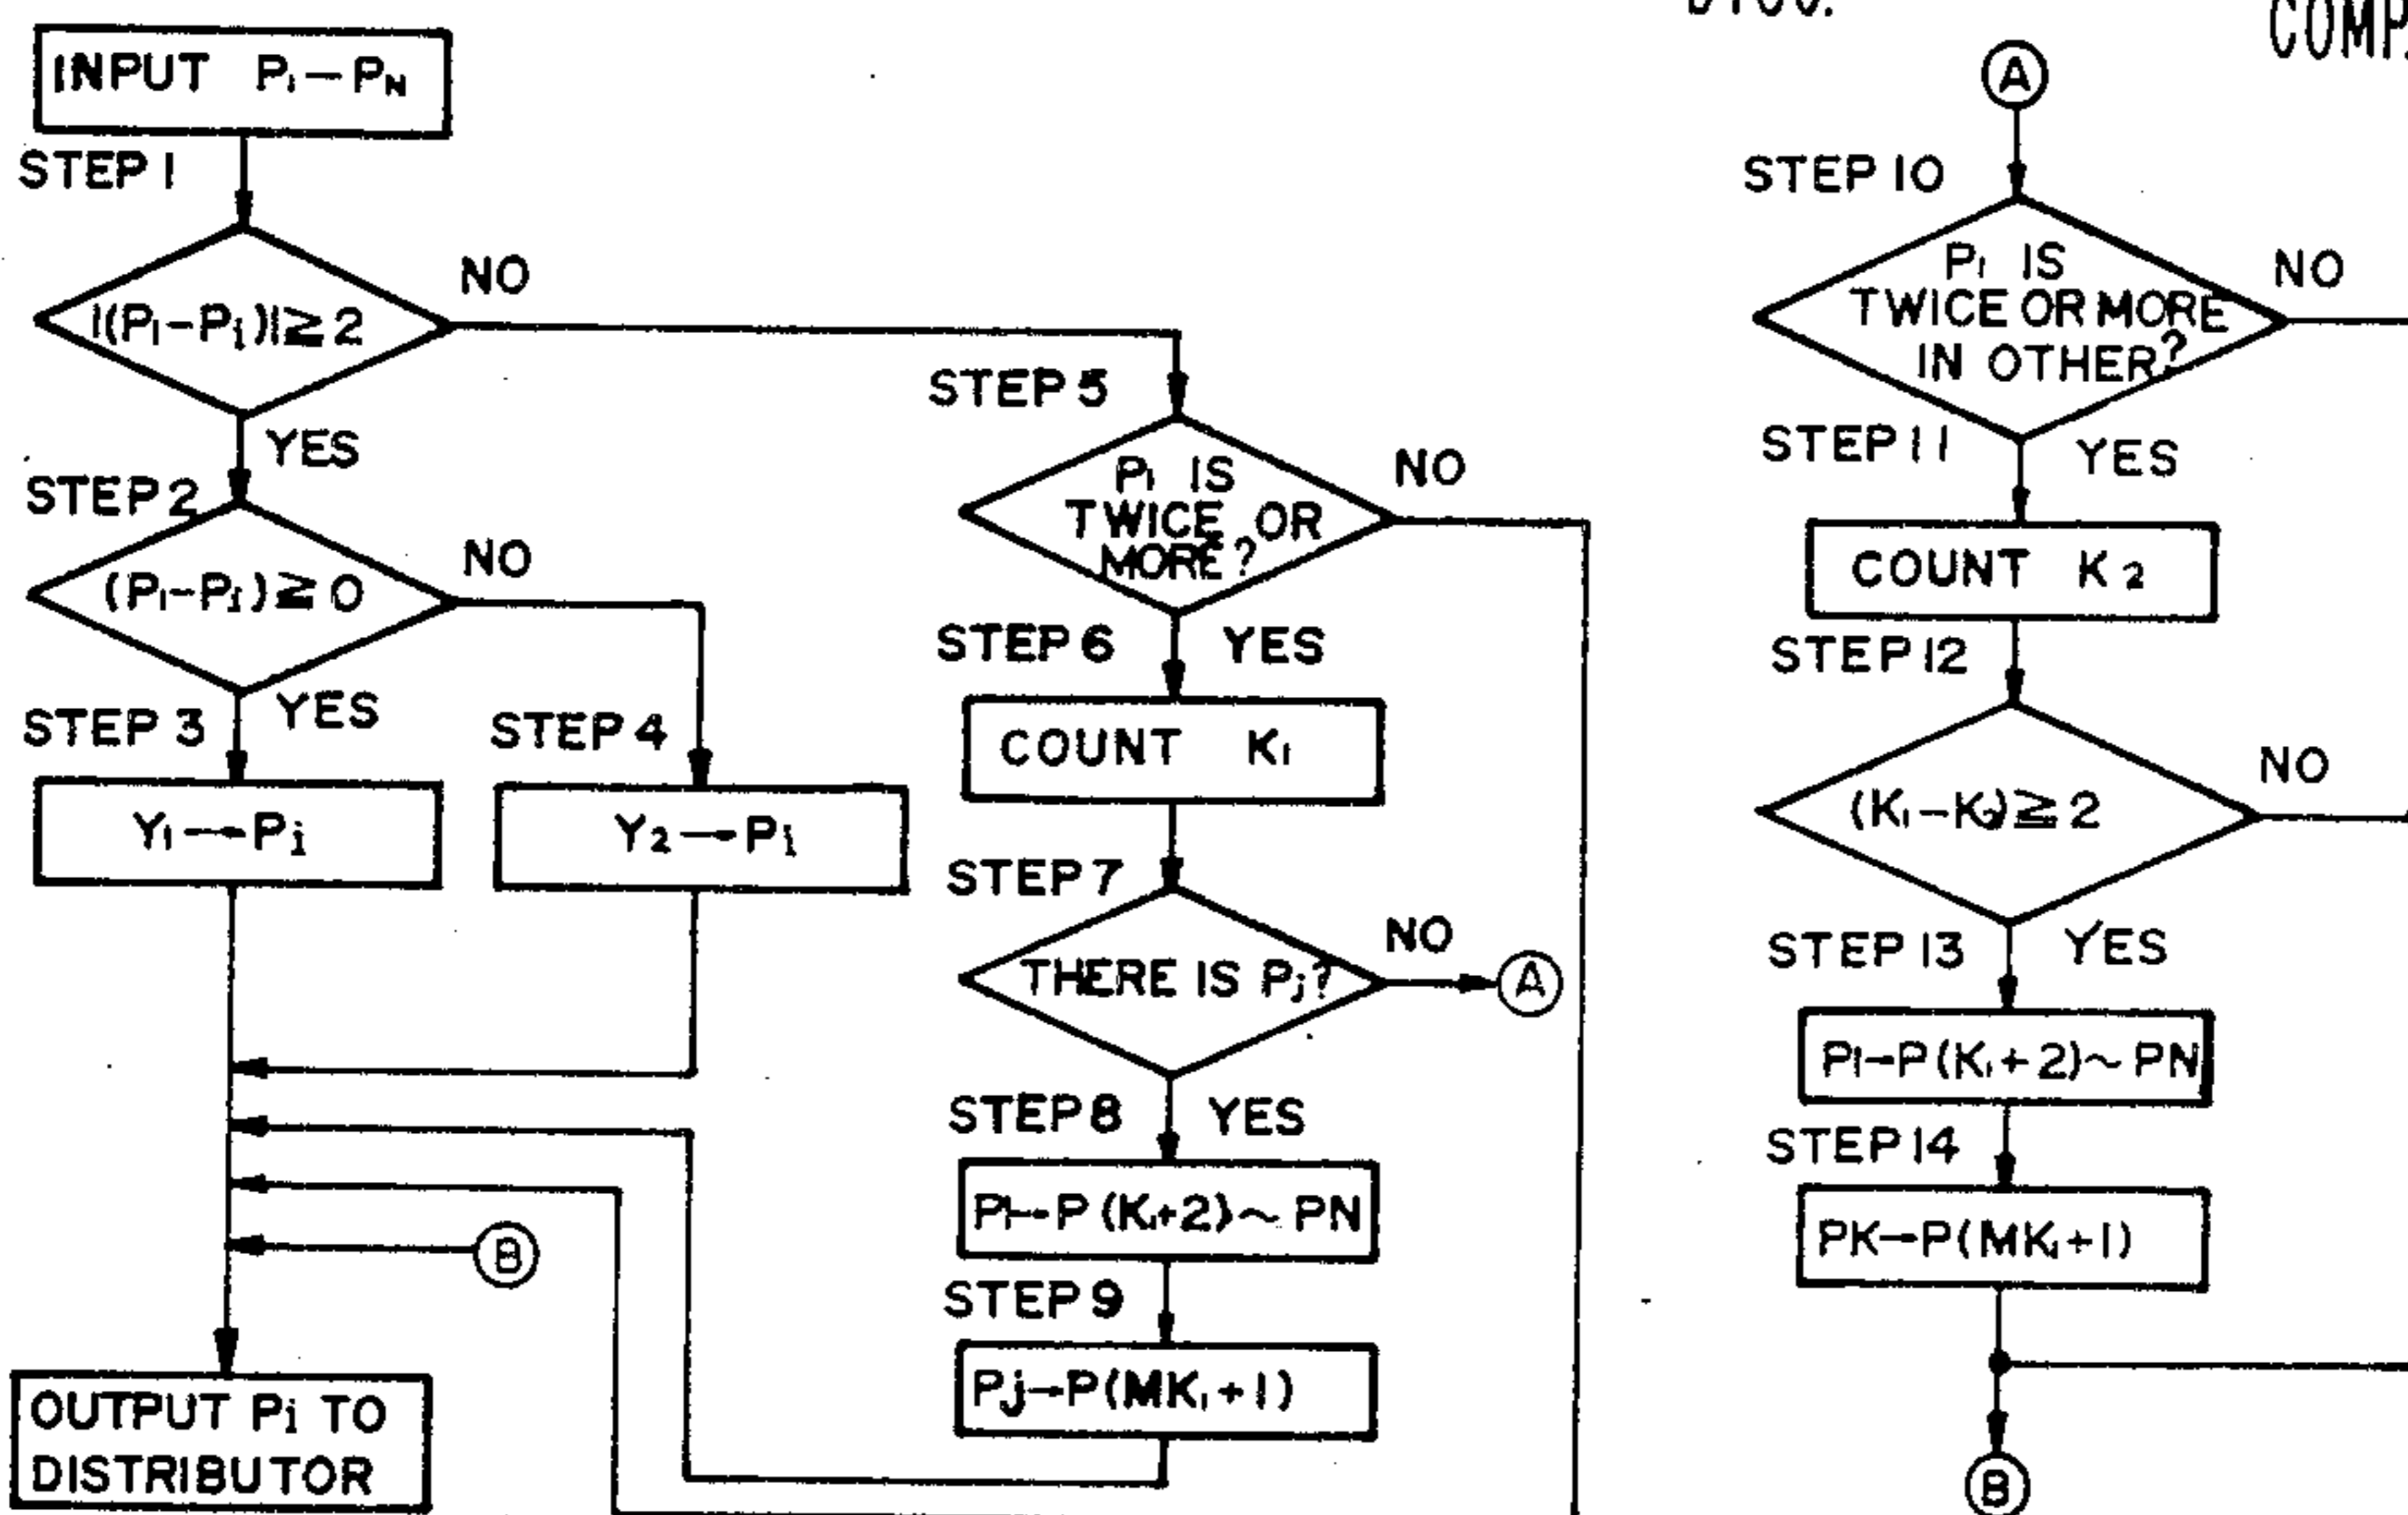 INPUT P₁–P_N
STEP 1
|(P₁–Pi)|≧2
NO
YES
STEP 2
(P₁–Pi)≧0
NO
YES
STEP 3
Y₁→Pi
STEP 4
Y₂→Pi
B
OUTPUT Pi TO
DISTRIBUTOR
STEP 5
P₁ IS
TWICE OR
MORE?
NO
STEP 6
YES
COUNT K₁
STEP 7
THERE IS Pj?
NO
A
STEP 8
YES
P1→P(K₁+2)~PN
STEP 9
Pj→P(MK₁+1)
A
STEP 10
P₁ IS
TWICE OR MORE
IN OTHER?
NO
STEP 11
YES
COUNT K₂
STEP 12
(K₁–K₂)≧2
NO
STEP 13
YES
P1→P(K₁+2)~PN
STEP 14
PK→P(MK₁+1)
B